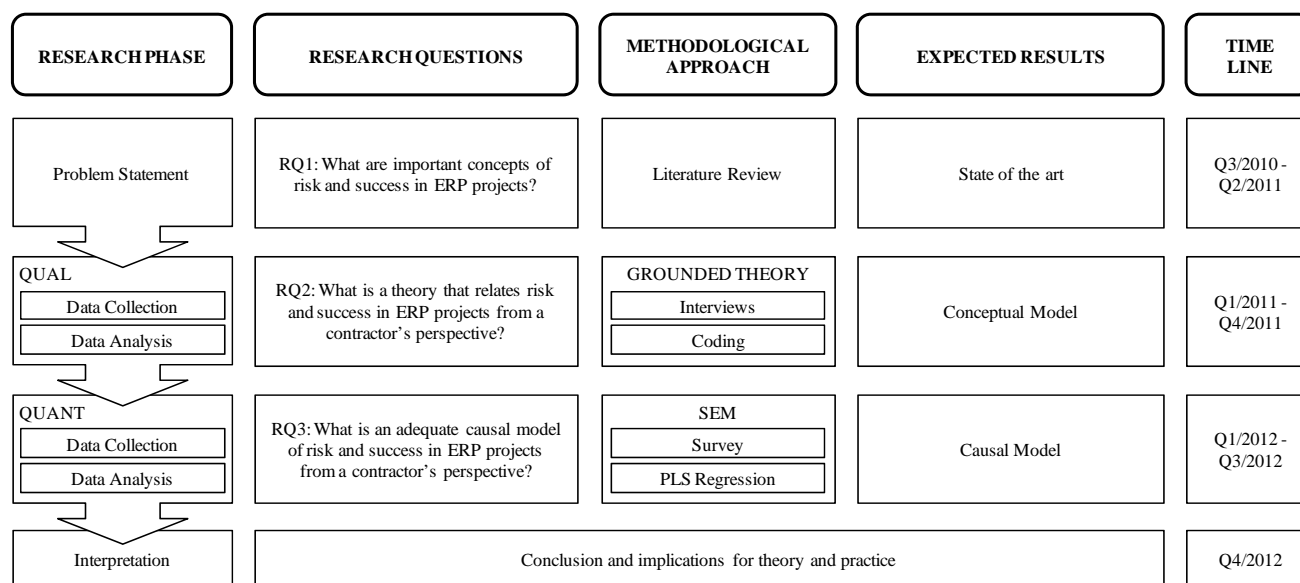 RESEARCH PHASE
RESEARCH QUESTIONS
METHODOLOGICAL
APPROACH
EXPECTED RESULTS
TIME
LINE
Problem Statement
RQ1: What are important concepts of
risk and success in ERP projects?
Literature Review
State of the art
Q3/2010 -
Q2/2011
QUAL
Data Collection
Data Analysis
RQ2: What is a theory that relates risk
and success in ERP projects from a
contractor's perspective?
GROUNDED THEORY
Interviews
Coding
Conceptual Model
Q1/2011 -
Q4/2011
QUANT
Data Collection
Data Analysis
RQ3: What is an adequate causal model
of risk and success in ERP projects
from a contractor's perspective?
SEM
Survey
PLS Regression
Causal Model
Q1/2012 -
Q3/2012
Interpretation
Conclusion and implications for theory and practice
Q4/2012